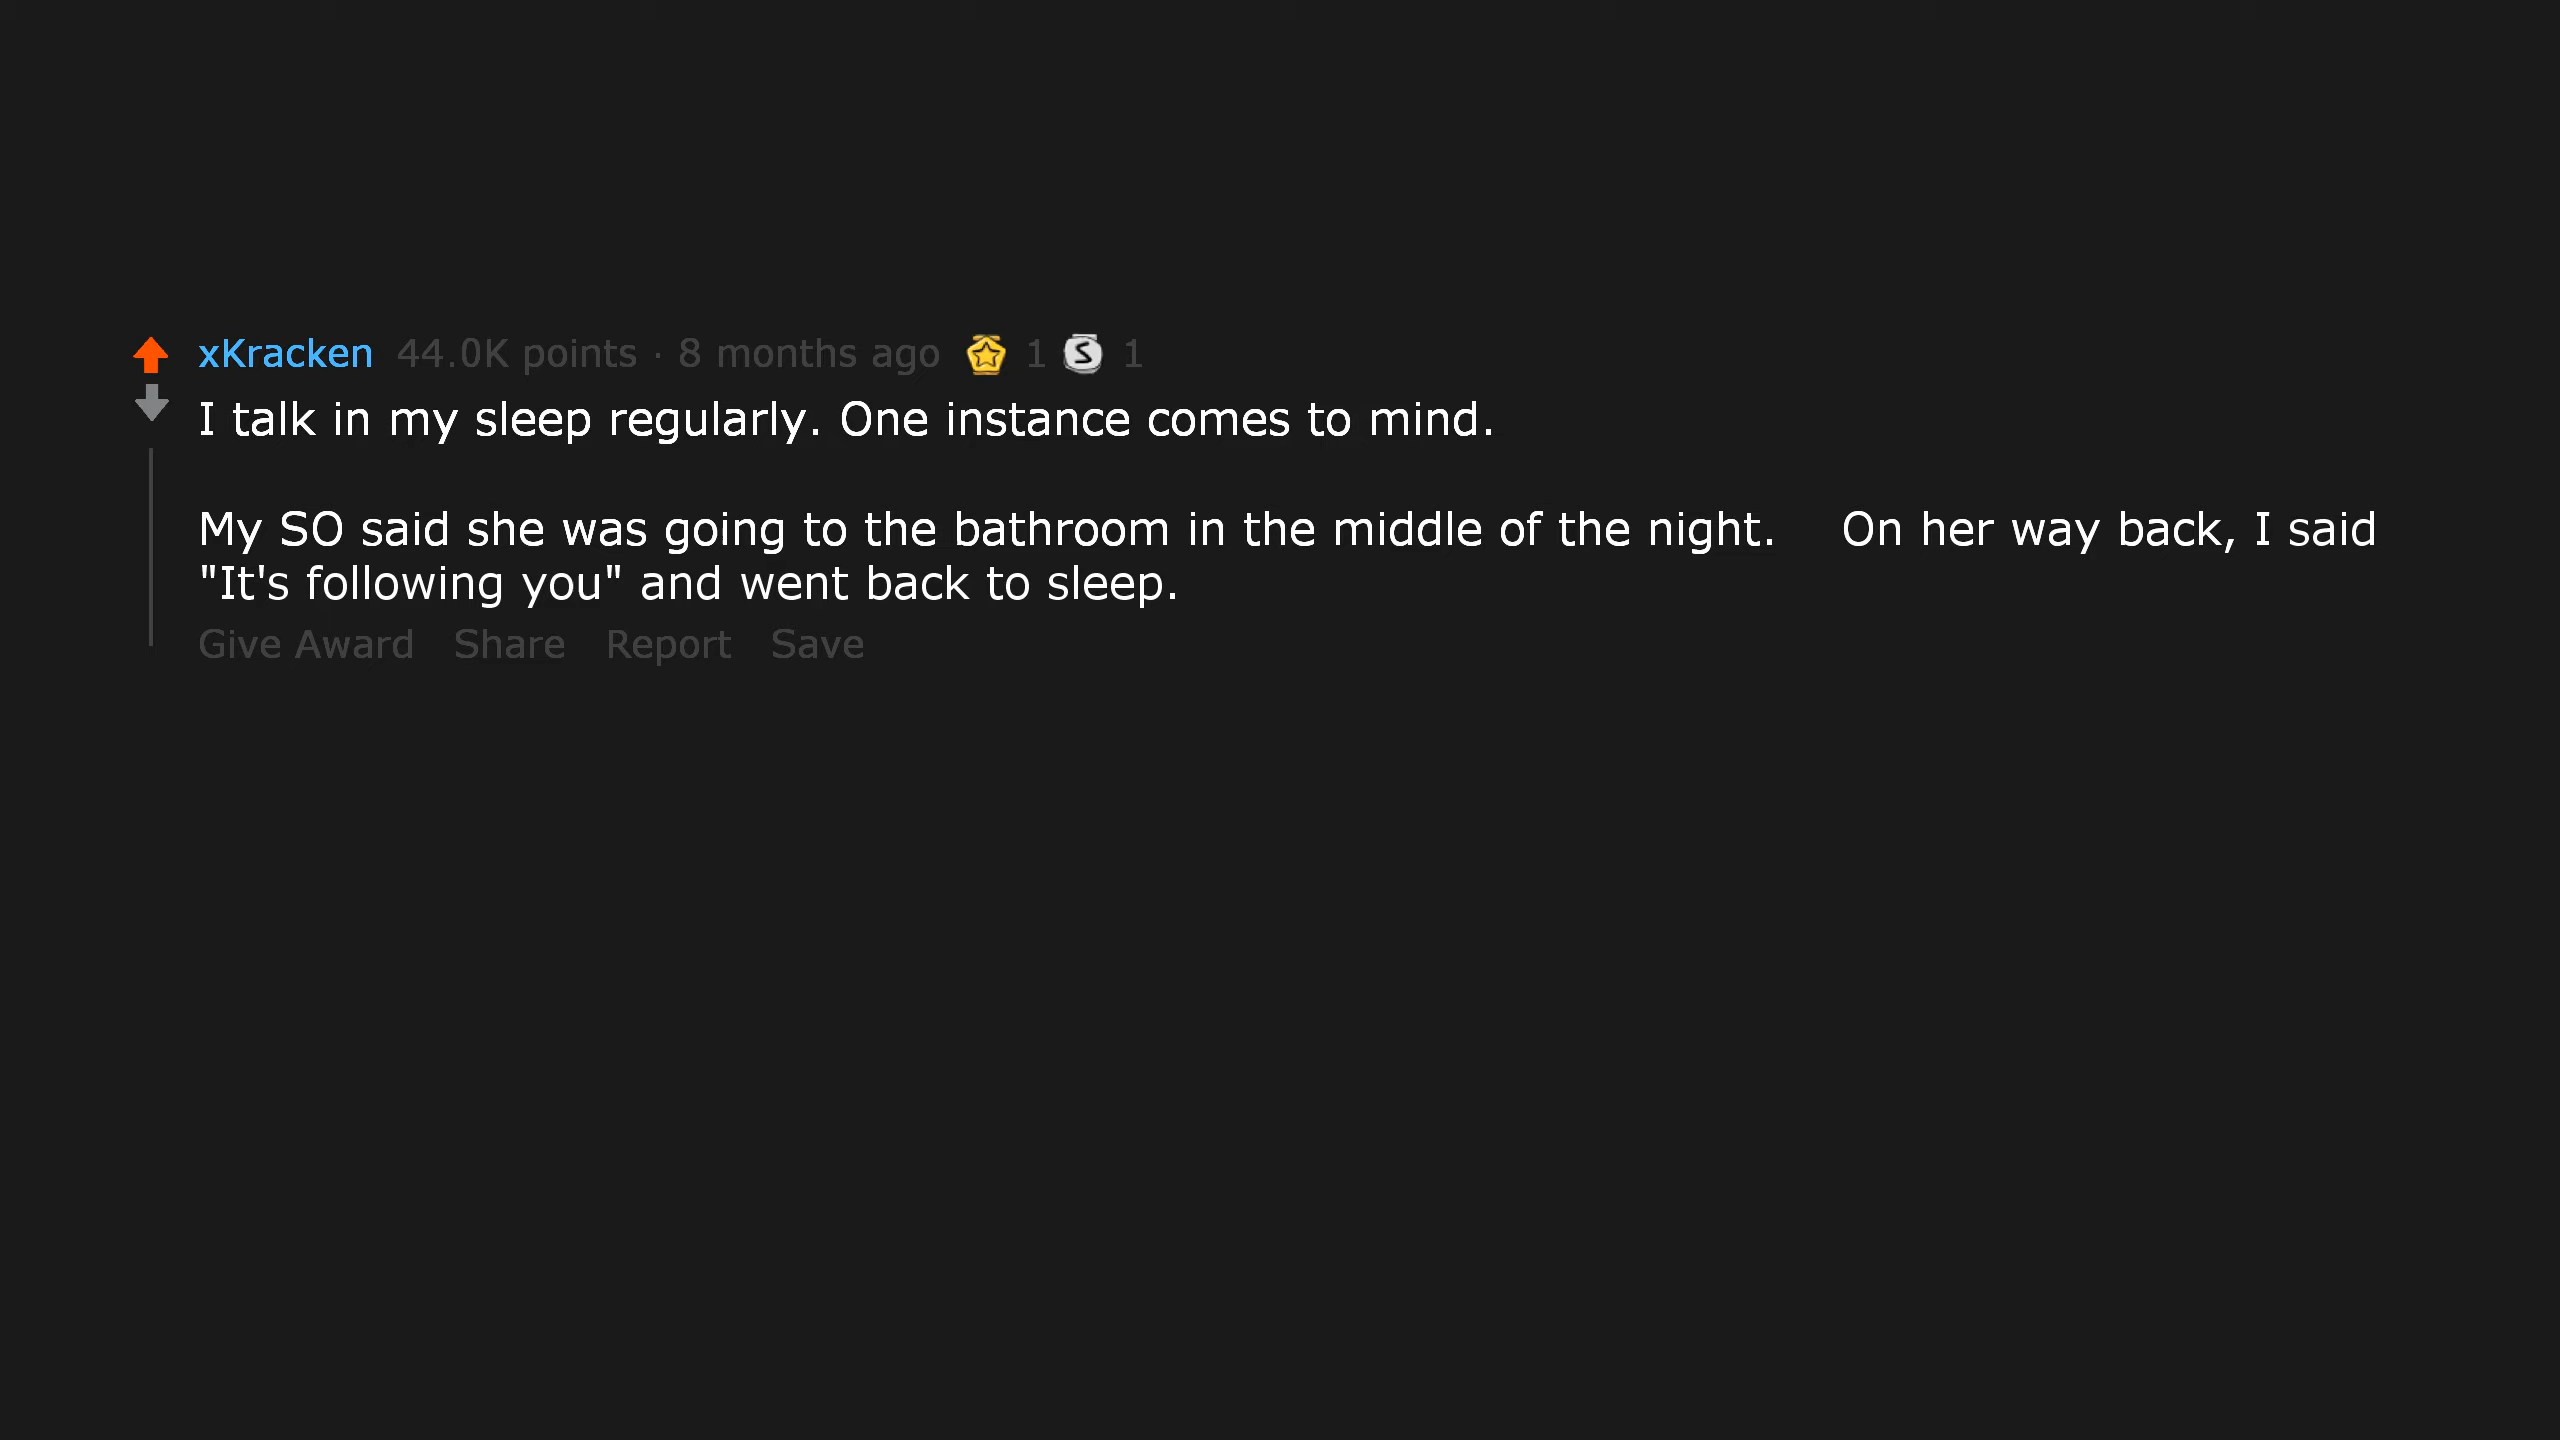 xKracken 44.0K points · 8 months ago 1 S 1
I talk in my sleep regularly. One instance comes to mind.
My SO said she was going to the bathroom in the middle of the night. On her way back, I said
"It's following you" and went back to sleep.
Give Award Share Report Save